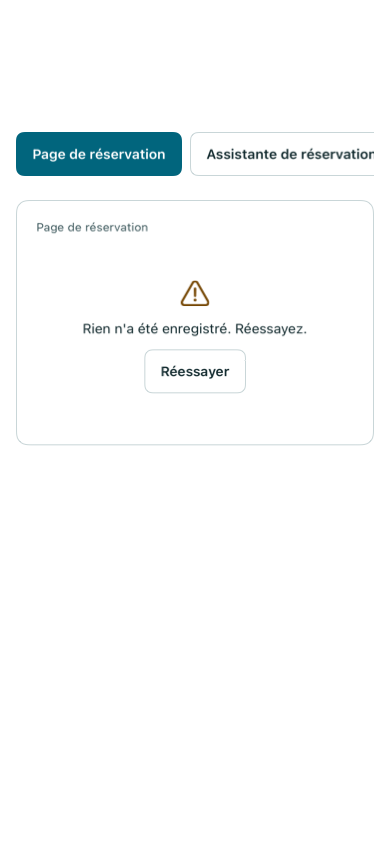 Page de réservation
Assistante de réservation
Page de réservation
Rien n'a été enregistré. Réessayez.
Réessayer